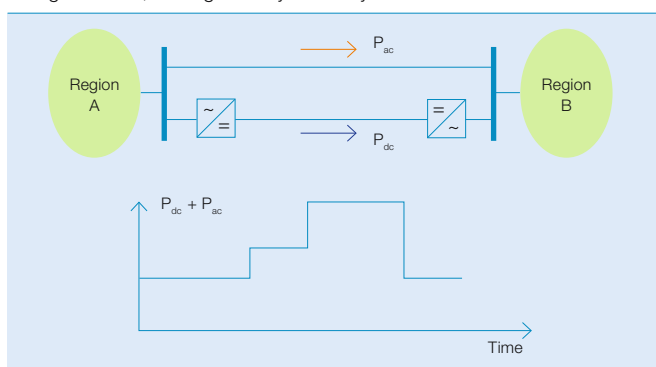 P_ac
Region
A
Region
B
~
=
=
~
P_dc
P_dc + P_ac
Time